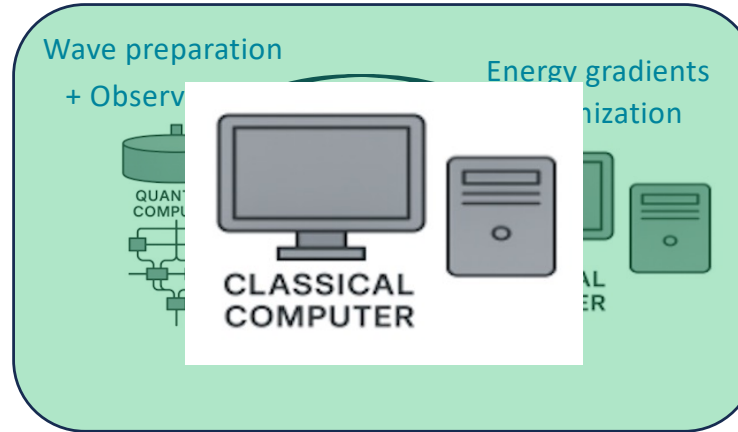 Wave preparation
+ Observ
Energy gradients
nization
QUANT
COMPU
CLASSICAL
COMPUTER
AL
ER